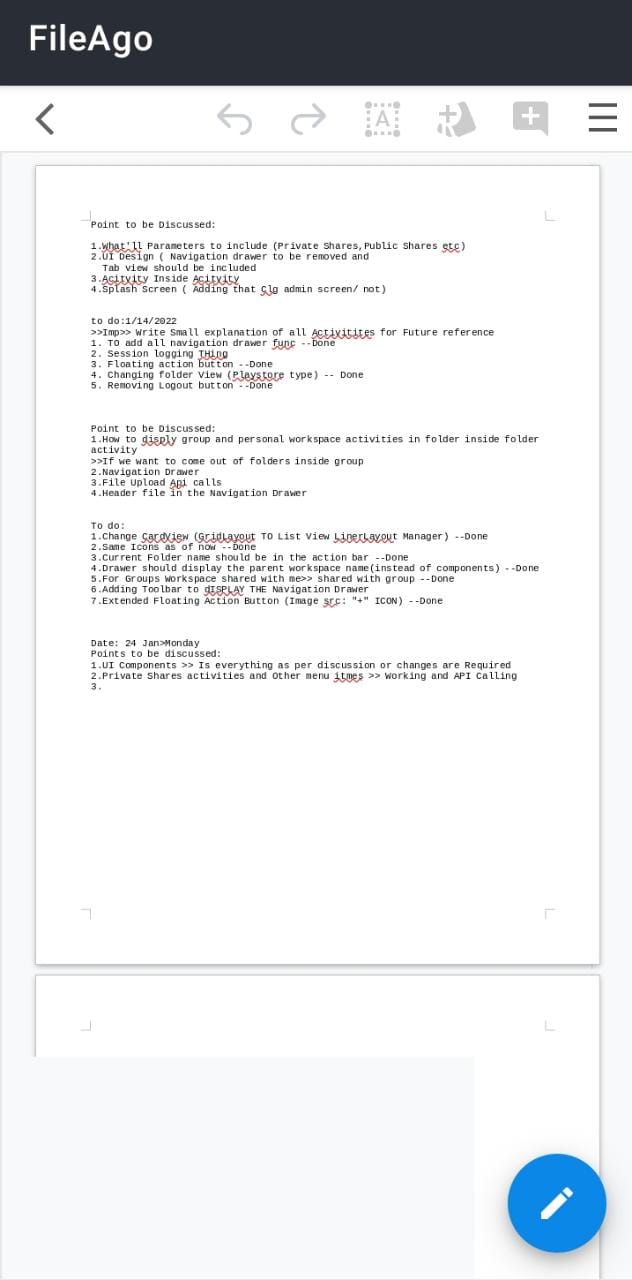 FileAgo
A
Point to be Discussed:
1.What'll Parameters to include (Private Shares,Public Shares etc)
2.UI Design ( Navigation drawer to be removed and
Tab view should be included
3.Acitvity Inside Acitvity
4.Splash Screen ( Adding that Clg admin screen/ not)
to do:1/14/2022
>>Imp>> Write Small explanation of all Activitites for Future reference
1. TO add all navigation drawer func --Done
2. Session logging THing
3. Floating action button --Done
4. Changing folder View (Playstore type) -- Done
5. Removing Logout button --Done
Point to be Discussed:
1.How to disply group and personal workspace activities in folder inside folder
activity
>>If we want to come out of folders inside group
2.Navigation Drawer
3.File Upload Api calls
4.Header file in the Navigation Drawer
To do:
1.Change CardView (GridLayout TO List View LinerLayout Manager) --Done
2.Same Icons as of now --Done
3.Current Folder name should be in the action bar --Done
4.Drawer should display the parent workspace name(instead of components) --Done
5.For Groups Workspace shared with me>> shared with group --Done
6.Adding Toolbar to dISPLAY THE Navigation Drawer
7.Extended Floating Action Button (Image src: "+" ICON) --Done
Date: 24 Jan>Monday
Points to be discussed:
1.UI Components >> Is everything as per discussion or changes are Required
2.Private Shares activities and Other menu itmes >> Working and API Calling
3.